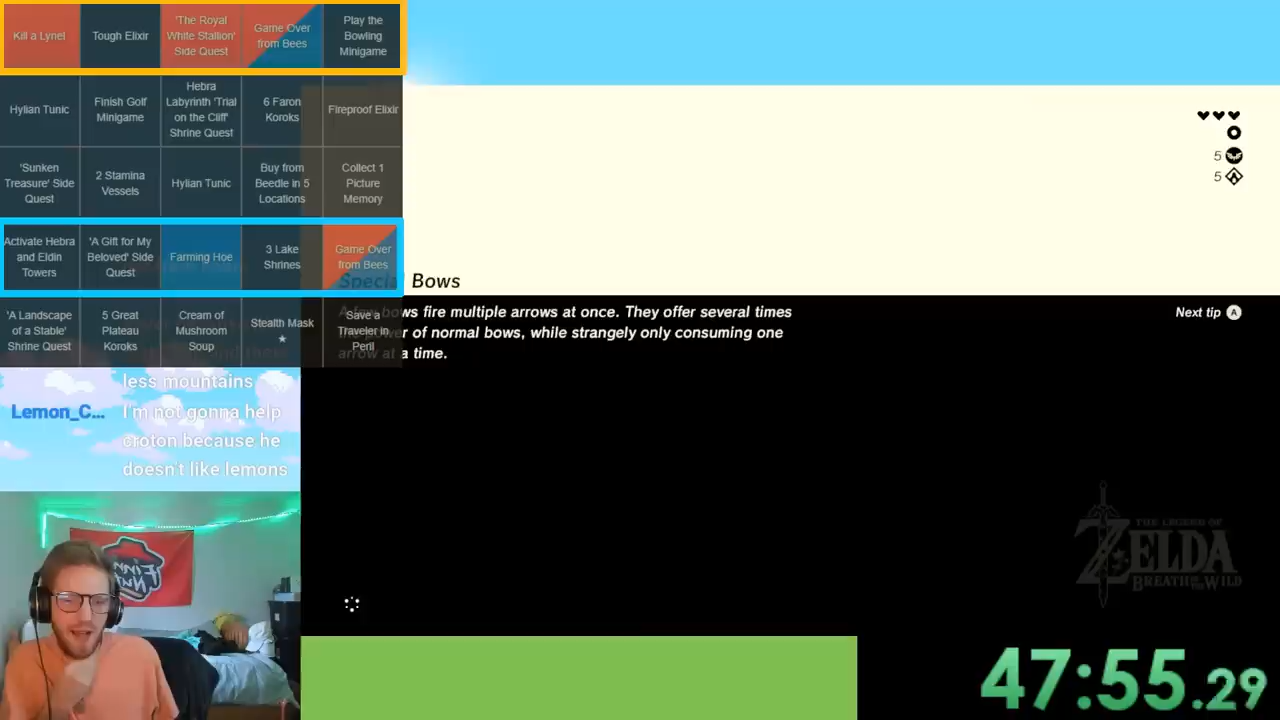 Kill a Lynel
Tough Elixir
'The Royal
White Stallion'
Side Quest
Game Over
from Bees
Play the
Bowling
Minigame
Hylian Tunic
Finish Golf
Minigame
Hebra
Labyrinth 'Trial
on the Cliff'
Shrine Quest
6 Faron
Koroks
Fireproof Elixir
'Sunken
Treasure' Side
Quest
2 Stamina
Vessels
Hylian Tunic
Buy from
Beedle in 5
Locations
Collect 1
Picture
Memory
Activate Hebra
and Eldin
Towers
'A Gift for My
Beloved' Side
Quest
Farming Hoe
3 Lake
Shrines
Game Over
from Bees
'A Landscape
of a Stable'
Shrine Quest
5 Great
Plateau
Koroks
Cream of
Mushroom
Soup
Stealth Mask
★
Save a
Traveler in
Peril
5
5
Special Bows
A few bows fire multiple arrows at once. They offer several times
the power of normal bows, while strangely only consuming one
arrow at a time.
Next tip A
less mountains
Lemon_C... I'm not gonna help
croton because he
doesn't like lemons
THE LEGEND OF
ZELDA
BREATH OF THE WILD
47:55.29